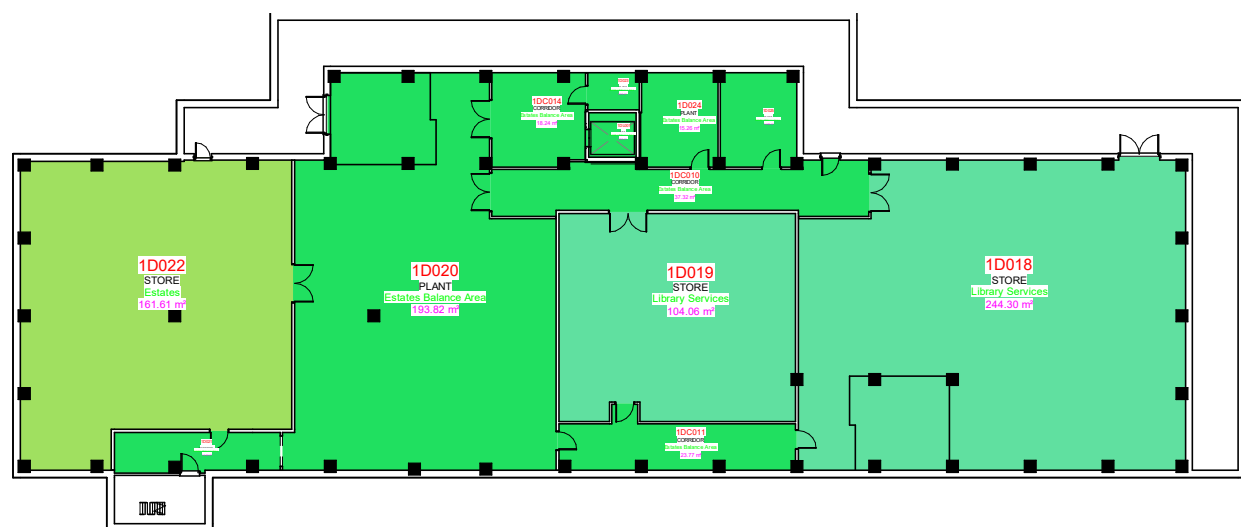 1DC014
CORRIDOR
Estates Balance Area
18.24 m²
1D024
PLANT
Estates Balance Area
15.28 m²
1DC010
CORRIDOR
Estates Balance Area
37.32 m²
1D022
STORE
Estates
161.61 m²
1D020
PLANT
Estates Balance Area
193.82 m²
1D019
STORE
Library Services
104.06 m²
1D018
STORE
Library Services
244.30 m²
1DC011
CORRIDOR
Estates Balance Area
23.77 m²